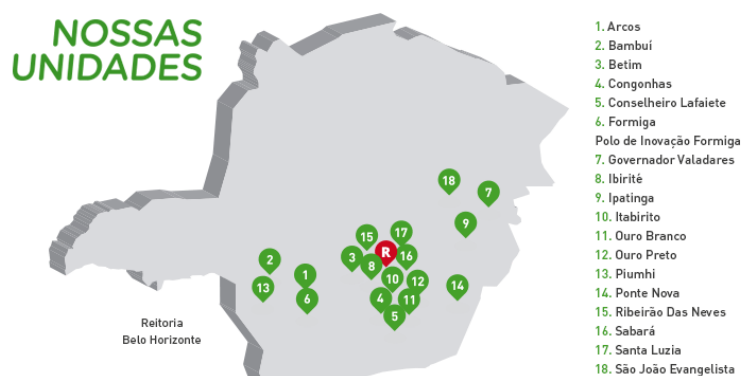 NOSSAS
UNIDADES
1. Arcos
2. Bambuí
3. Betim
4. Congonhas
5. Conselheiro Lafaiete
6. Formiga
Polo de Inovação Formiga
7. Governador Valadares
8. Ibirité
9. Ipatinga
10. Itabirito
11. Ouro Branco
12. Ouro Preto
13. Piumhi
14. Ponte Nova
15. Ribeirão Das Neves
16. Sabará
17. Santa Luzia
18. São João Evangelista
18
7
9
17
15
R
16
3
8
2
1
10
12
13
6
4
11
14
5
Reitoria
Belo Horizonte